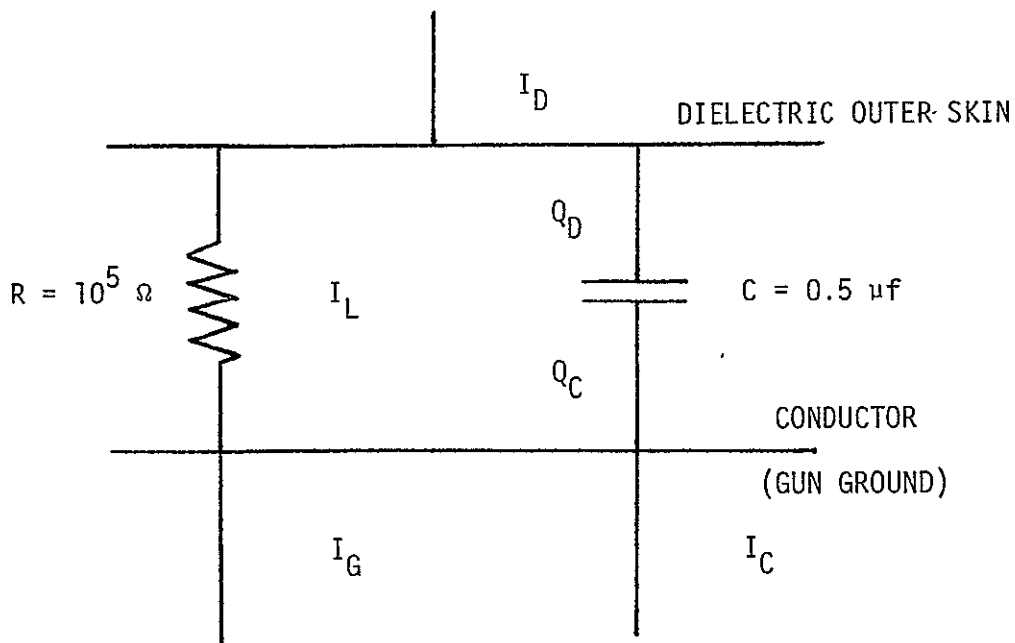 I_D
DIELECTRIC OUTER SKIN
Q_D
R = 10^5 Ω
I_L
C = 0.5 µf
Q_C
CONDUCTOR
(GUN GROUND)
I_G
I_C